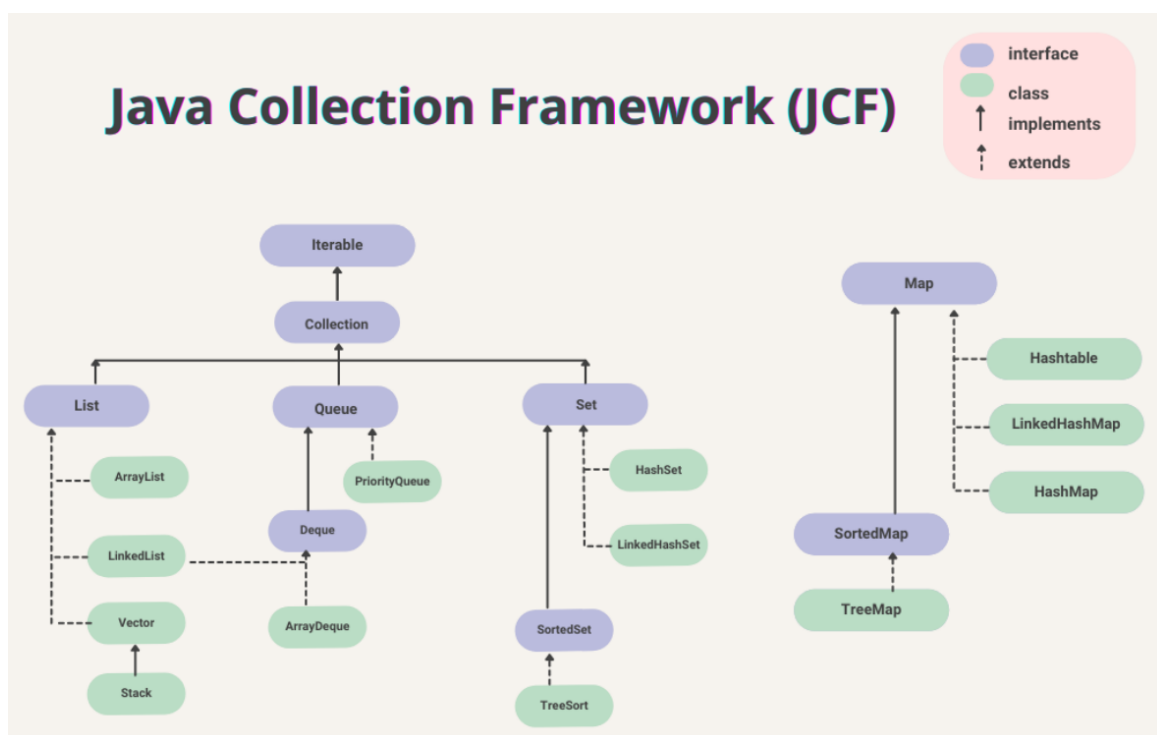 Java Collection Framework (JCF)
interface
class
implements
extends
Iterable
Collection
List
Queue
Set
ArrayList
PriorityQueue
HashSet
Deque
LinkedList
LinkedHashSet
Vector
ArrayDeque
SortedSet
Stack
TreeSort
Map
Hashtable
LinkedHashMap
HashMap
SortedMap
TreeMap